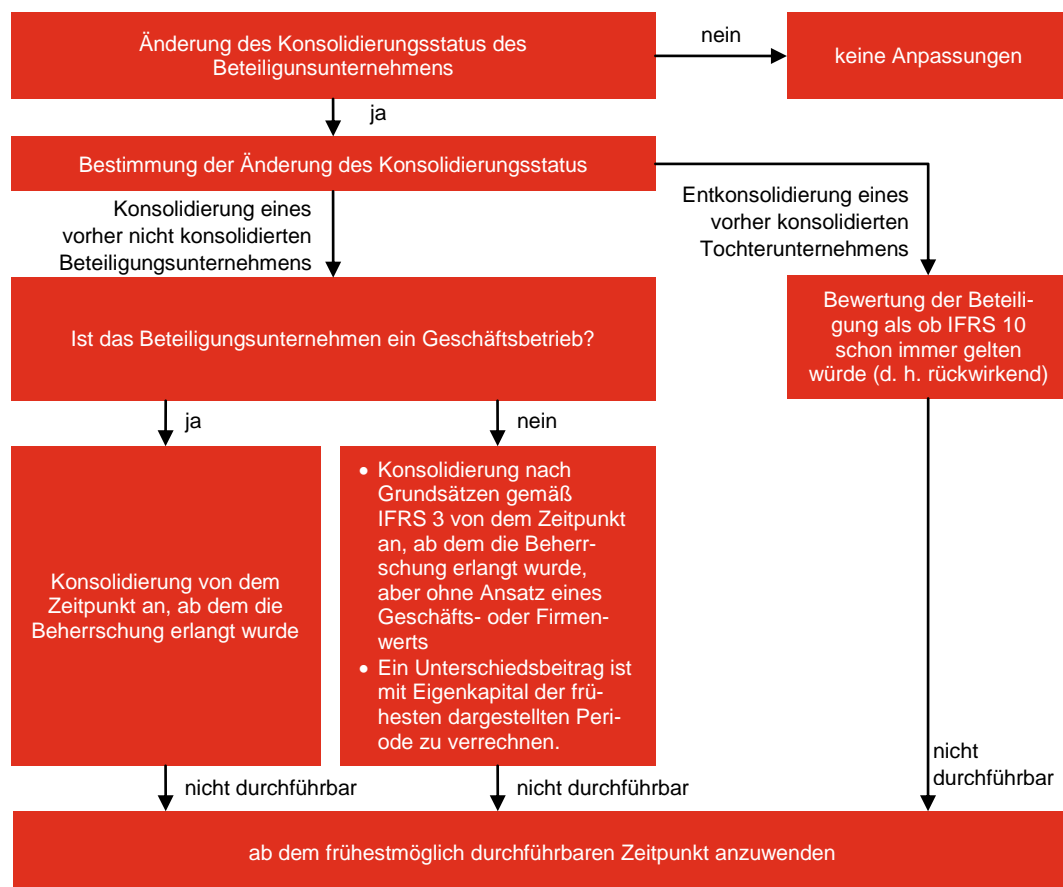 Änderung des Konsolidierungsstatus des
Beteiligunsunternehmens
nein
keine Anpassungen
ja
Bestimmung der Änderung des Konsolidierungsstatus
Konsolidierung eines
vorher nicht konsolidierten
Beteiligungsunternehmens
Entkonsolidierung eines
vorher konsolidierten
Tochterunternehmens
Ist das Beteiligungsunternehmen ein Geschäftsbetrieb?
Bewertung der Beteili-
gung als ob IFRS 10
schon immer gelten
würde (d. h. rückwirkend)
ja
nein
Konsolidierung von dem
Zeitpunkt an, ab dem die
Beherrschung erlangt wurde
• Konsolidierung nach
Grundsätzen gemäß
IFRS 3 von dem Zeitpunkt
an, ab dem die Beherr-
schung erlangt wurde,
aber ohne Ansatz eines
Geschäfts- oder Firmen-
werts
• Ein Unterschiedsbeitrag ist
mit Eigenkapital der frü-
hesten dargestellten Peri-
ode zu verrechnen.
nicht durchführbar
nicht durchführbar
nicht
durchführbar
ab dem frühestmöglich durchführbaren Zeitpunkt anzuwenden